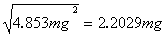 √4.853mg² = 2.2029mg